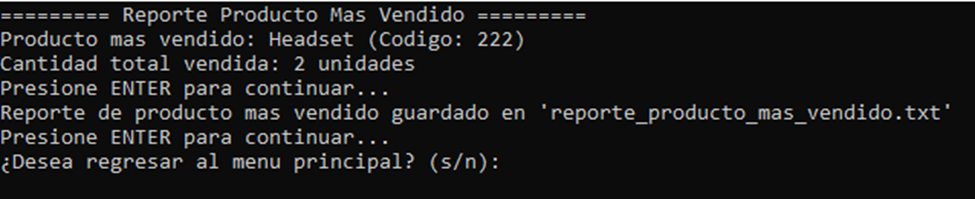 ========= Reporte Producto Mas Vendido =========
Producto mas vendido: Headset (Codigo: 222)
Cantidad total vendida: 2 unidades
Presione ENTER para continuar...
Reporte de producto mas vendido guardado en 'reporte_producto_mas_vendido.txt'
Presione ENTER para continuar...
¿Desea regresar al menu principal? (s/n):